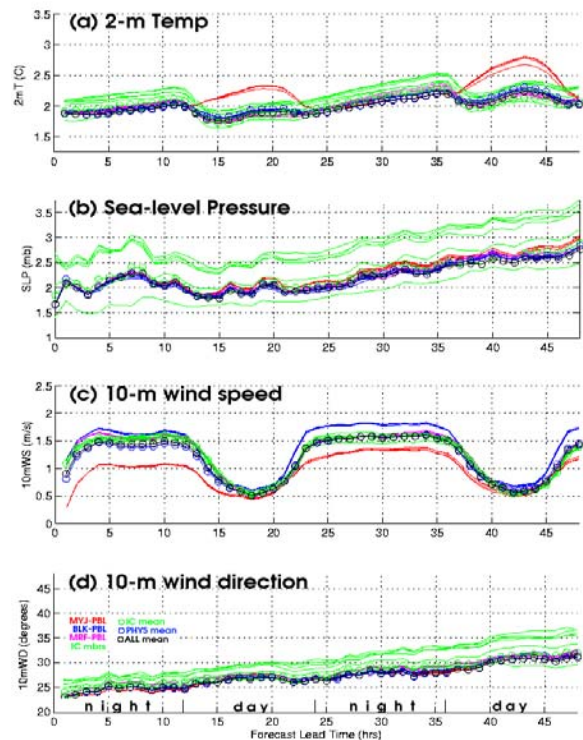 (a) 2-m Temp
3.5
3
2.5
2
1.5
2mT (C)
0 5 10 15 20 25 30 35 40 45
(b) Sea-level Pressure
3.5
3
2.5
2
1.5
1
SLP (mb)
0 5 10 15 20 25 30 35 40 45
(c) 10-m wind speed
2.5
2
1.5
1
0.5
0
10mWS (m/s)
0 5 10 15 20 25 30 35 40 45
(d) 10-m wind direction
45
40
35
30
25
20
10mWD (degrees)
MYJ-PBL IC mean
BLK-PBL PHYS mean
MRF-PBL ALL mean
IC mbrs
night day night day
0 5 10 15 20 25 30 35 40 45
Forecast Lead Time (hrs)